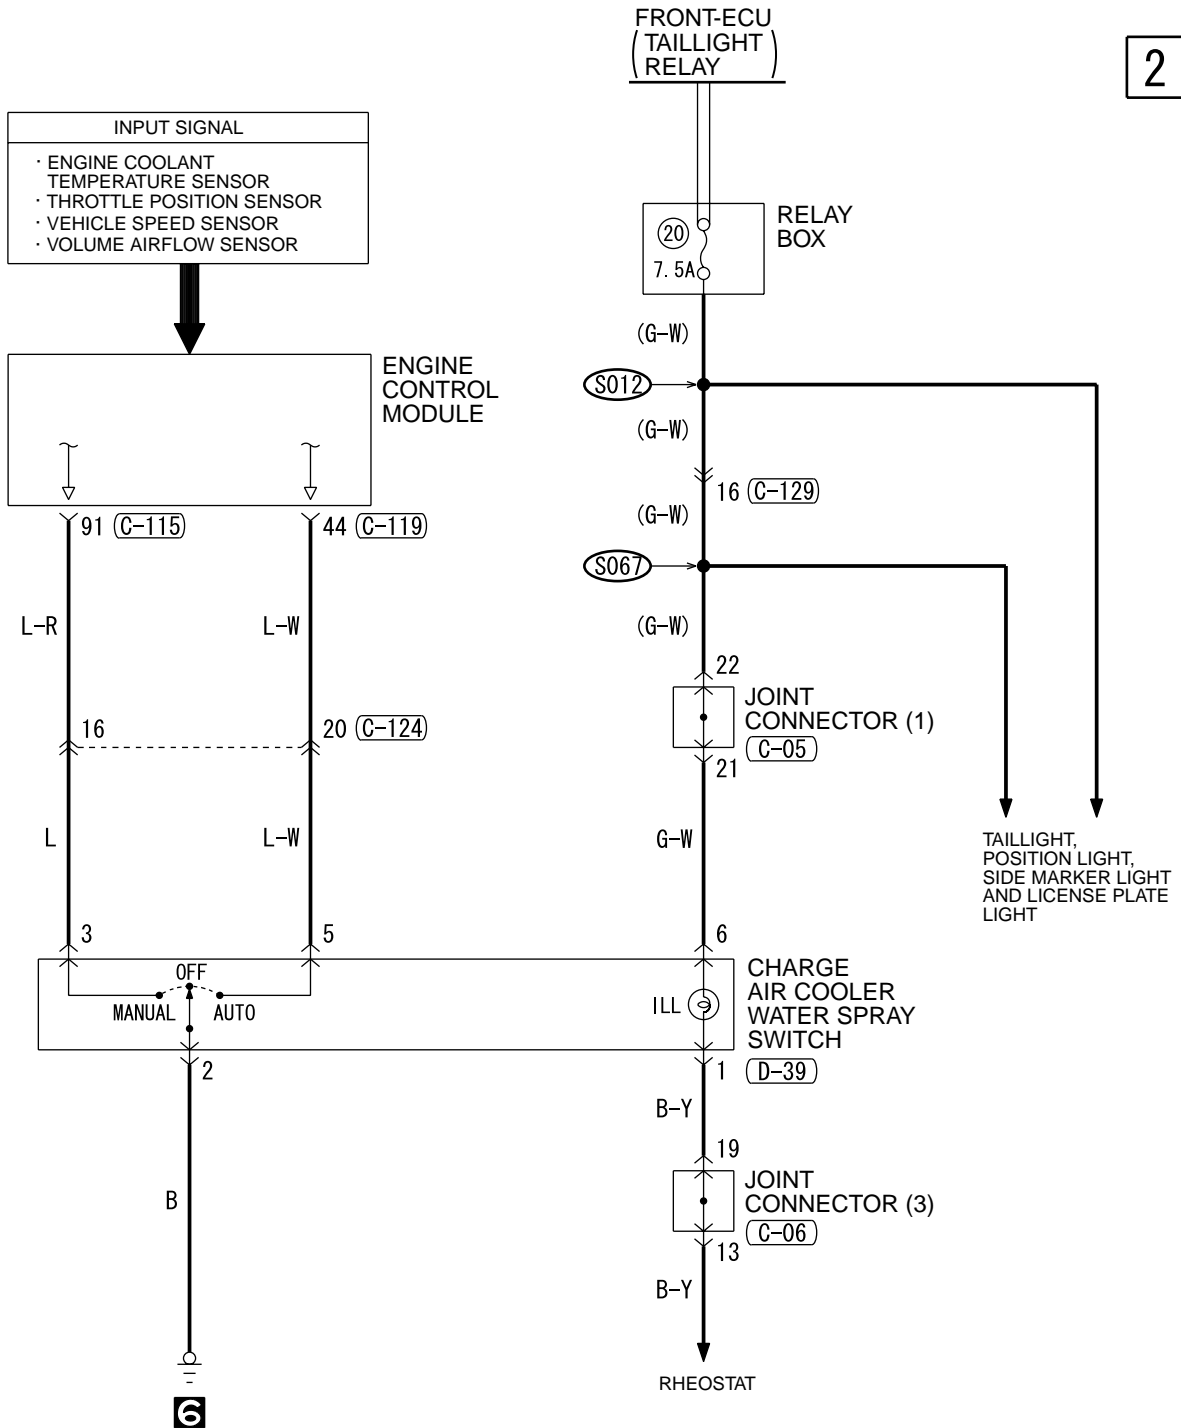 FRONT-ECU
(TAILLIGHT
RELAY)
2
INPUT SIGNAL
· ENGINE COOLANT
TEMPERATURE SENSOR
· THROTTLE POSITION SENSOR
· VEHICLE SPEED SENSOR
· VOLUME AIRFLOW SENSOR
RELAY
BOX
20
7.5A
(G-W)
ENGINE
CONTROL
MODULE
S012
(G-W)
16 C-129
91 C-115
44 C-119
(G-W)
S067
L-R
L-W
(G-W)
22
JOINT
CONNECTOR (1)
C-05
16
20 C-124
21
L
L-W
G-W
TAILLIGHT,
POSITION LIGHT,
SIDE MARKER LIGHT
AND LICENSE PLATE
LIGHT
3
5
6
OFF
MANUAL
AUTO
ILL
CHARGE
AIR COOLER
WATER SPRAY
SWITCH
2
1 D-39
B-Y
19
JOINT
CONNECTOR (3)
C-06
B
13
B-Y
RHEOSTAT
6